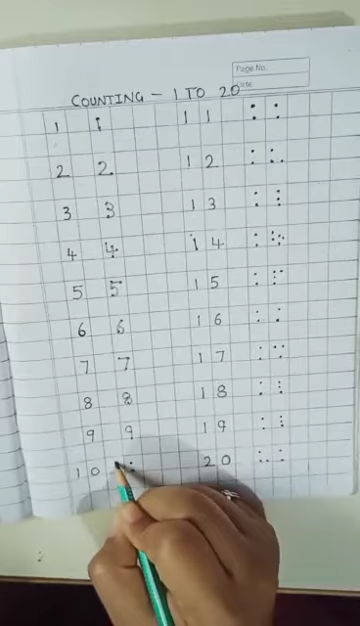 Page No.
Date
COUNTING – 1 TO 20
1 1 11
2 2 12
3 3 13
4 4 14
5 5 15
6 6 16
7 7 17
8 8 18
9 9 19
10 20